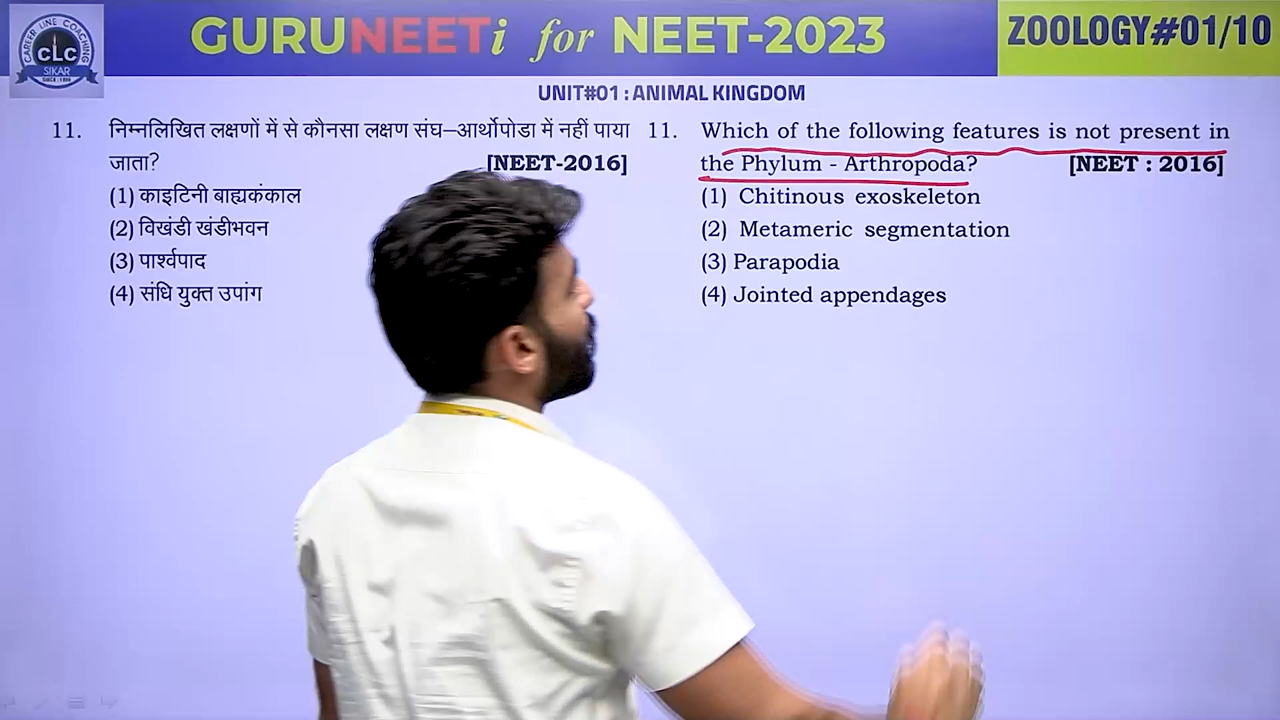 GURUNEETi for NEET-2023
ZOOLOGY#01/10
CAREER LINE COACHING
CLC
SIKAR
SINCE : 1996
UNIT#01 : ANIMAL KINGDOM
11. निम्नलिखित लक्षणों में से कौनसा लक्षण संघ–आर्थोपोडा में नहीं पाया
जाता? [NEET-2016]
(1) काइटिनी बाह्यकंकाल
(2) विखंडी खंडीभवन
(3) पार्श्वपाद
(4) संधि युक्त उपांग
11. Which of the following features is not present in
the Phylum - Arthropoda? [NEET : 2016]
(1) Chitinous exoskeleton
(2) Metameric segmentation
(3) Parapodia
(4) Jointed appendages